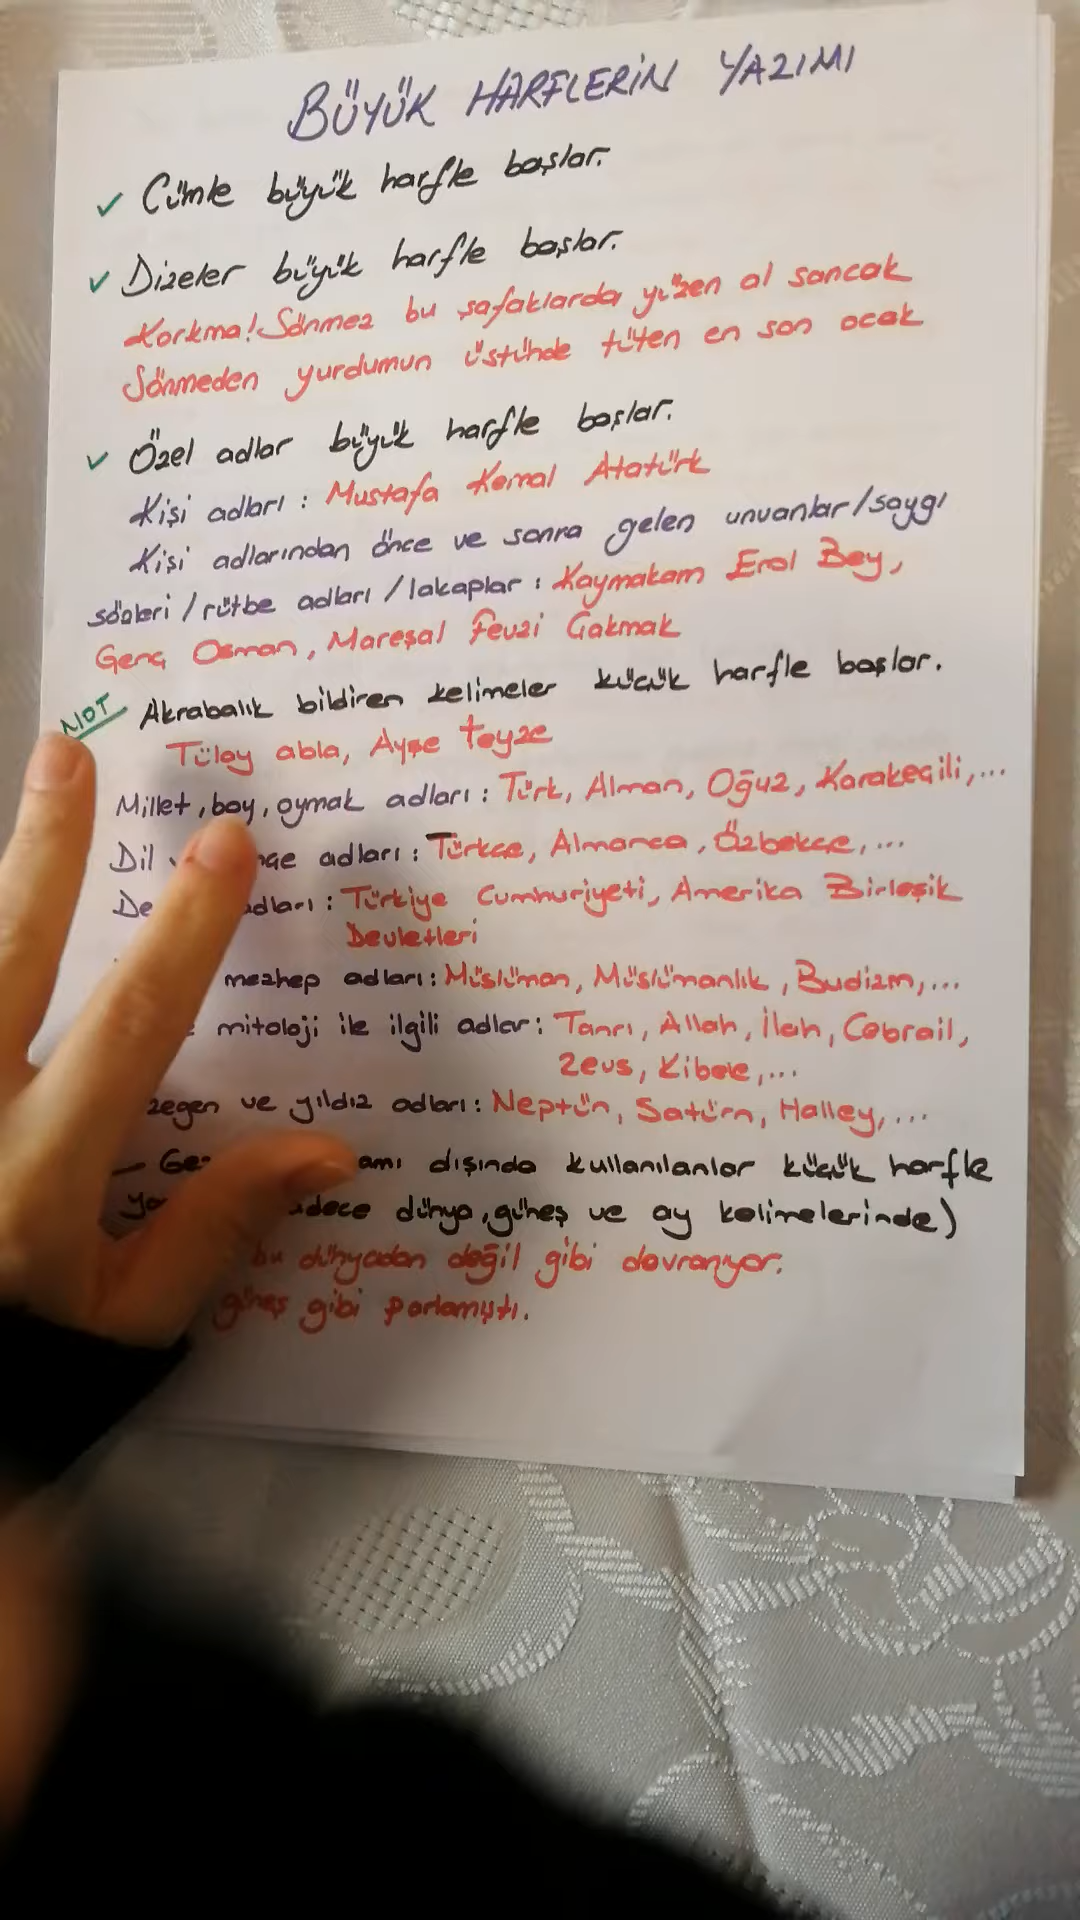 BÜYÜK HARFLERİN YAZIMI
✓ Cümle büyük harfle başlar.
✓ Dizeler büyük harfle başlar.
Korkma! Sönmez bu şafaklarda yüzen al sancak
Sönmeden yurdumun üstünde tüten en son ocak
✓ Özel adlar büyük harfle başlar.
Kişi adları : Mustafa Kemal Atatürk
Kişi adlarından önce ve sonra gelen unvanlar/saygı
sözleri/rütbe adları/lakaplar : Kaymakam Erol Bey,
Genç Osman, Mareşal Fevzi Çakmak
NOT Akrabalık bildiren kelimeler küçük harfle başlar.
Tülay abla, Ayşe teyze
Millet, boy, oymak adları : Türk, Alman, Oğuz, Karakeçili,...
Dil adları : Türkçe, Almanca, Özbekçe,...
adları : Türkiye Cumhuriyeti, Amerika Birleşik
Devletleri
mezhep adları : Müslüman, Müslümanlık, Budizm,...
mitoloji ile ilgili adlar : Tanrı, Allah, İlah, Cebrail,
Zeus, Kibele,...
ve yıldız adları : Neptün, Satürn, Halley,...
dışında kullanılanlar küçük harfle
dünya, güneş ve ay kelimelerinde)
bu dünyadan değil gibi davranıyor.
güneş gibi parlamıştı.